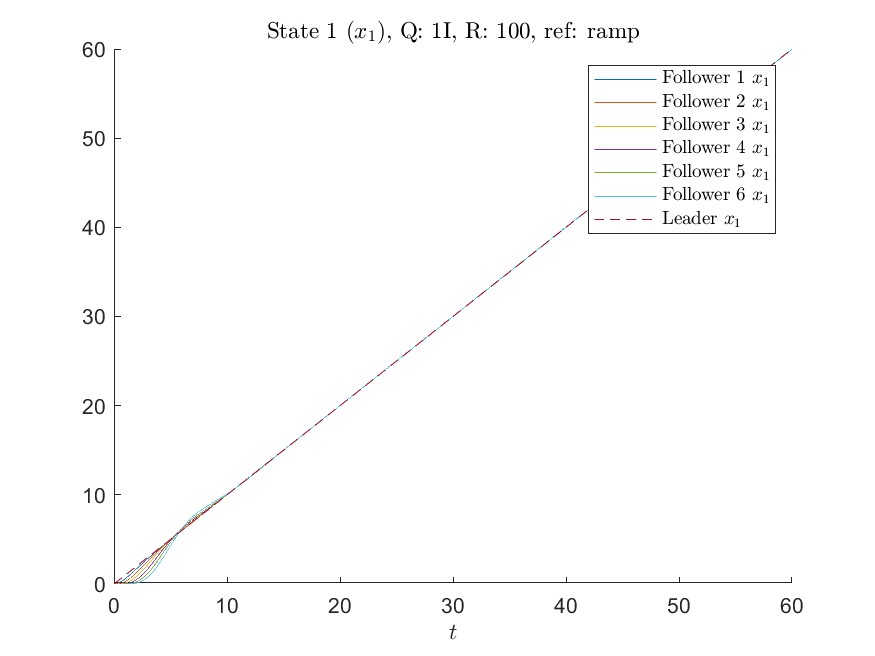 State 1 (x₁), Q: 1I, R: 100, ref: ramp
60
50
40
30
20
10
0
Follower 1 x₁
Follower 2 x₁
Follower 3 x₁
Follower 4 x₁
Follower 5 x₁
Follower 6 x₁
Leader x₁
0 10 20 30 40 50 60
t